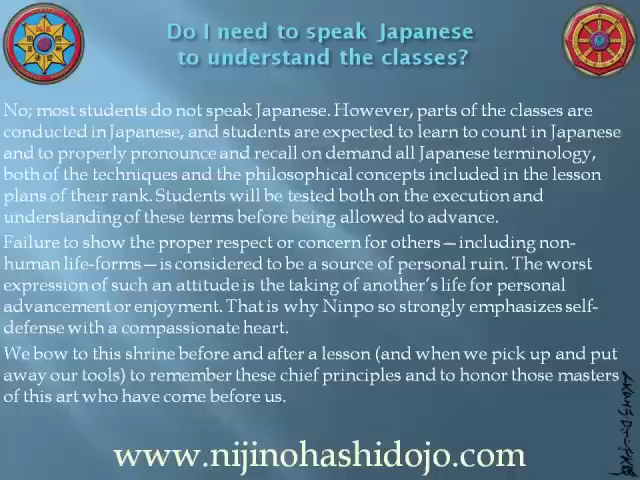 Do I need to speak Japanese
to understand the classes?
No; most students do not speak Japanese. However, parts of the classes are
conducted in Japanese, and students are expected to learn to count in Japanese
and to properly pronounce and recall on demand all Japanese terminology,
both of the techniques and the philosophical concepts included in the lesson
plans of their rank. Students will be tested both on the execution and
understanding of these terms before being allowed to advance.
Failure to show the proper respect or concern for others—including non-
human life-forms—is considered to be a source of personal ruin. The worst
expression of such an attitude is the taking of another's life for personal
advancement or enjoyment. That is why Ninpo so strongly emphasizes self-
defense with a compassionate heart.
We bow to this shrine before and after a lesson (and when we pick up and put
away our tools) to remember these chief principles and to honor those masters
of this art who have come before us.
www.nijinohashidojo.com